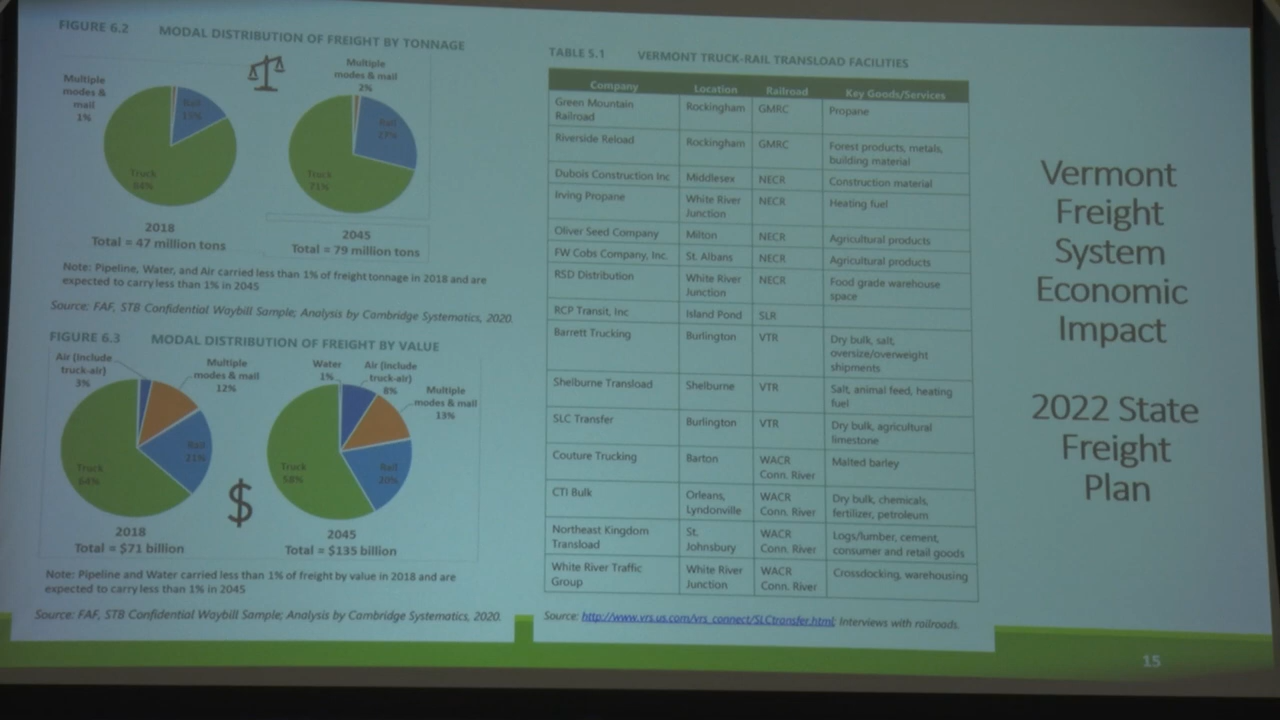 FIGURE 6.2 MODAL DISTRIBUTION OF FREIGHT BY TONNAGE
Multiple
modes &
mail
1%
Rail
15%
Truck
84%
2018
Total = 47 million tons
Multiple
modes & mail
2%
Rail
27%
Truck
71%
2045
Total = 79 million tons
Note: Pipeline, Water, and Air carried less than 1% of freight tonnage in 2018 and are
expected to carry less than 1% in 2045
Source: FAF, STB Confidential Waybill Sample; Analysis by Cambridge Systematics, 2020.
FIGURE 6.3 MODAL DISTRIBUTION OF FREIGHT BY VALUE
Air (Include
truck-air)
3%
Multiple
modes & mail
12%
Rail
21%
Truck
64%
2018
Total = $71 billion
$
Water
1%
Air (Include
truck-air)
8%
Multiple
modes & mail
13%
Rail
20%
Truck
58%
2045
Total = $135 billion
Note: Pipeline and Water carried less than 1% of freight by value in 2018 and are
expected to carry less than 1% in 2045
Source: FAF, STB Confidential Waybill Sample; Analysis by Cambridge Systematics, 2020.
TABLE 5.1 VERMONT TRUCK-RAIL TRANSLOAD FACILITIES
Company Location Railroad Key Goods/Services
Green Mountain Rockingham GMRC Propane
Railroad
Riverside Reload Rockingham GMRC Forest products, metals,
building material
Dubois Construction Inc Middlesex NECR Construction material
Irving Propane White River NECR Heating fuel
Junction
Oliver Seed Company Milton NECR Agricultural products
FW Cobs Company, Inc. St. Albans NECR Agricultural products
RSD Distribution White River NECR Food grade warehouse
Junction space
RCP Transit, Inc Island Pond SLR
Barrett Trucking Burlington VTR Dry bulk, salt,
oversize/overweight
shipments
Shelburne Transload Shelburne VTR Salt, animal feed, heating
fuel
SLC Transfer Burlington VTR Dry bulk, agricultural
limestone
Couture Trucking Barton WACR Malted barley
Conn. River
CTI Bulk Orleans, WACR Dry bulk, chemicals,
Lyndonville Conn. River fertilizer, petroleum
Northeast Kingdom St. WACR Logs/lumber, cement,
Transload Johnsbury Conn. River consumer and retail goods
White River Traffic White River WACR Crossdocking, warehousing
Group Junction Conn. River
Source: http://www.vrs.us.com/vrs_connect/SLCtransfer.html; Interviews with railroads.
Vermont
Freight
System
Economic
Impact
2022 State
Freight
Plan
15